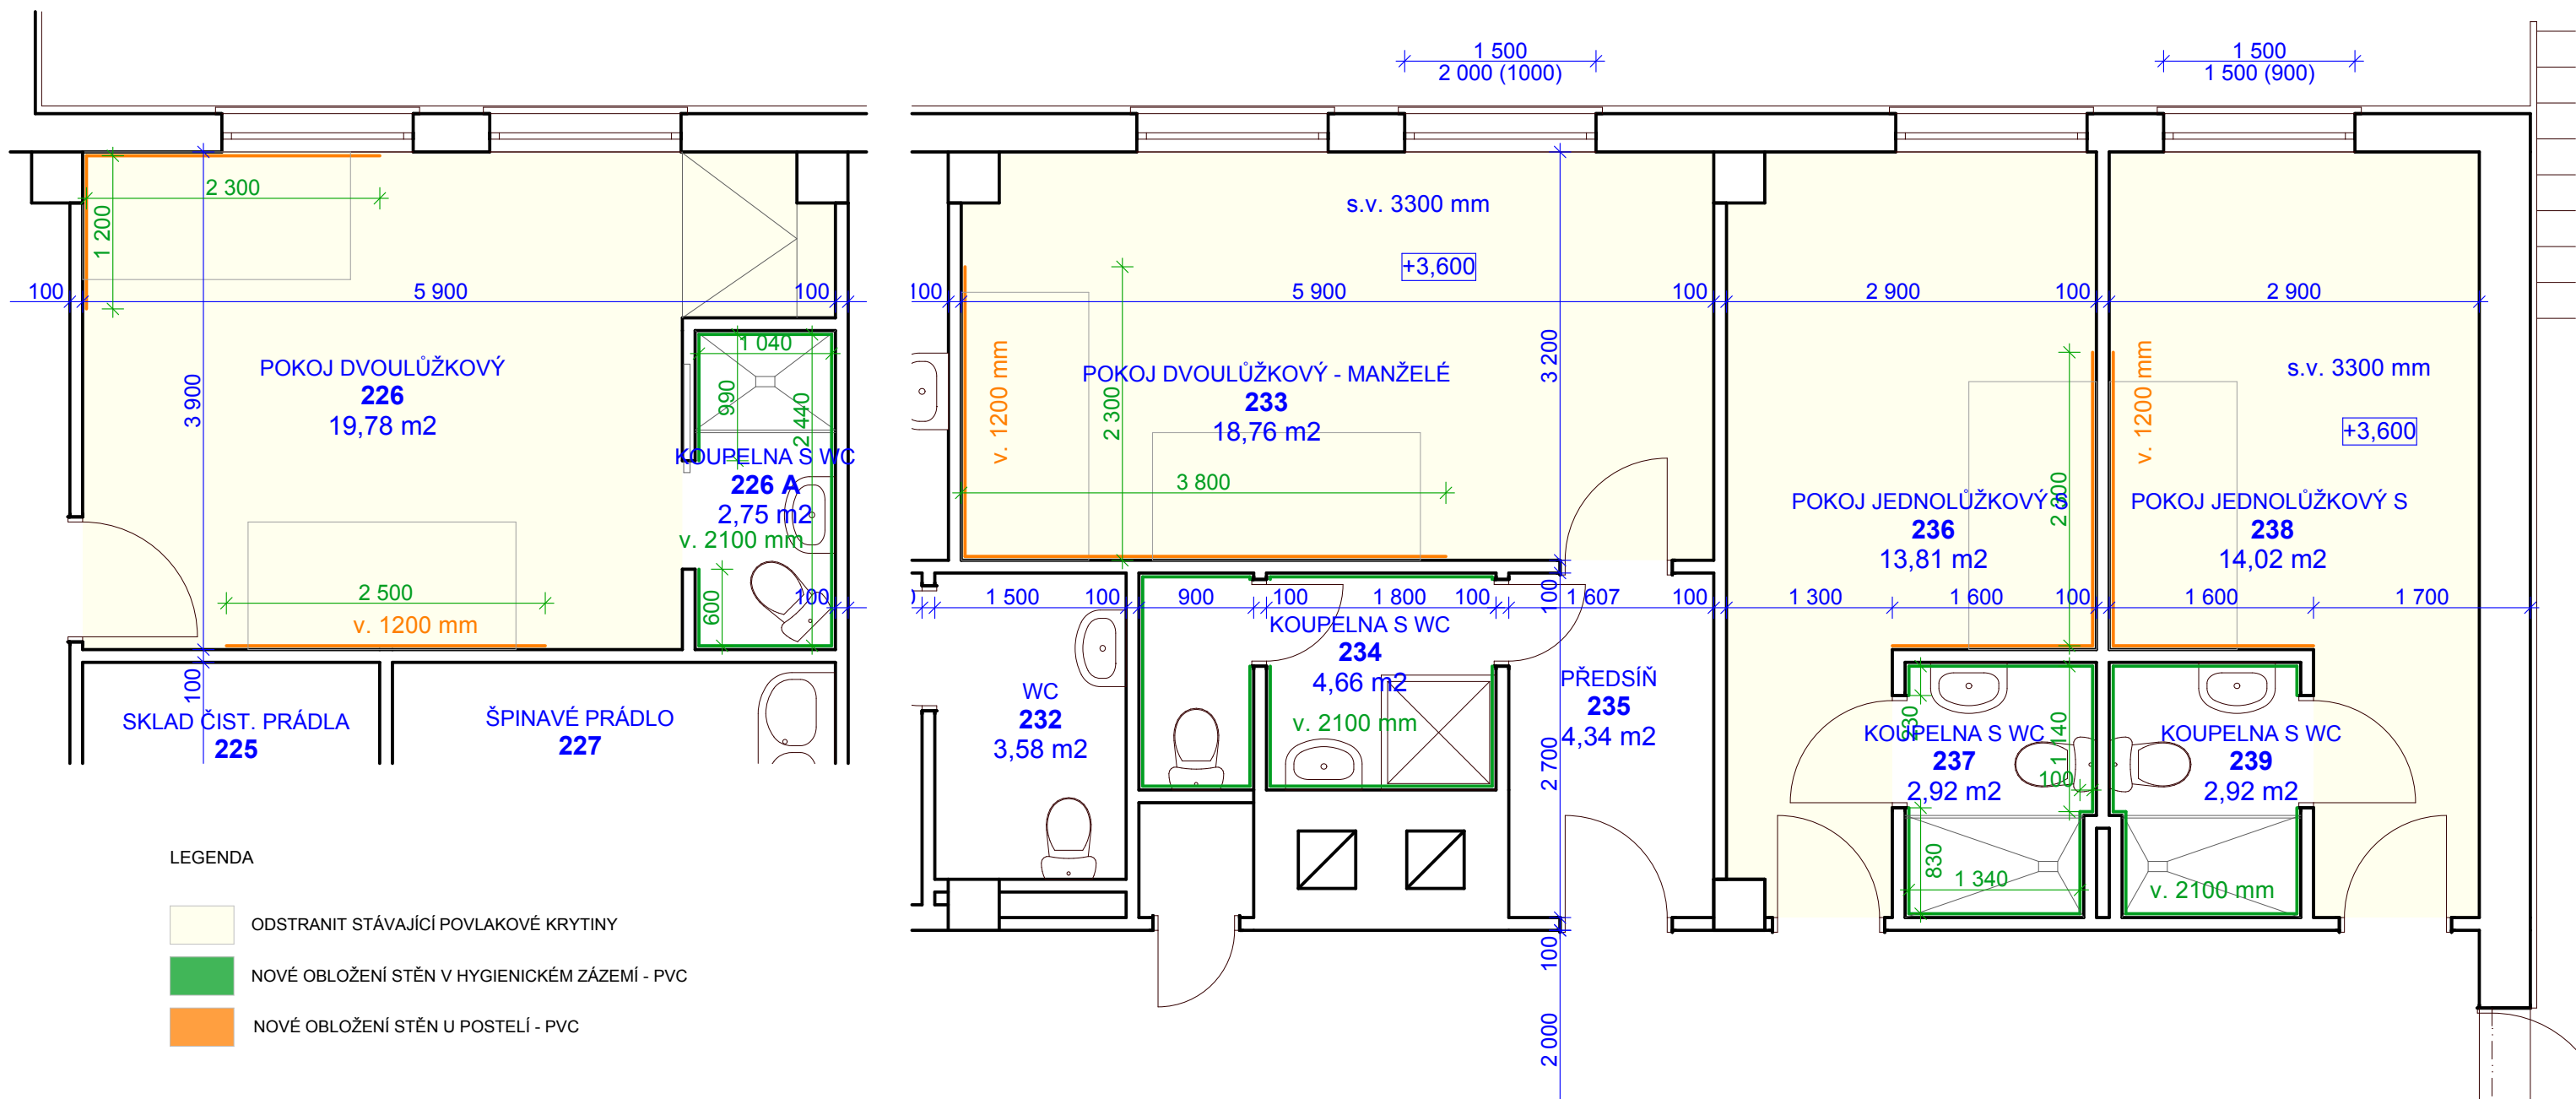 1 500
2 000 (1000)
1 500
1 500 (900)
2 300
1 200
100
5 900
100
3 900
POKOJ DVOULŮŽKOVÝ
226
19,78 m2
1 040
990
2 440
KOUPELNA S WC
226 A
2,75 m2
v. 2100 mm
600
100
2 500
v. 1200 mm
100
SKLAD ČIST. PRÁDLA
225
ŠPINAVÉ PRÁDLO
227
s.v. 3300 mm
+3,600
100
5 900
100
2 900
100
2 900
v. 1200 mm
2 300
3 200
POKOJ DVOULŮŽKOVÝ - MANŽELÉ
233
18,76 m2
3 800
v. 1200 mm
s.v. 3300 mm
+3,600
2 300
POKOJ JEDNOLŮŽKOVÝ S
236
13,81 m2
POKOJ JEDNOLŮŽKOVÝ S
238
14,02 m2
1 500
100
900
100
1 800
100
100
1 607
100
1 300
1 600
100
1 600
1 700
KOUPELNA S WC
234
4,66 m2
v. 2100 mm
WC
232
3,58 m2
PŘEDSÍŇ
235
4,34 m2
2 700
KOUPELNA S WC
237
2,92 m2
1 140
100
KOUPELNA S WC
239
2,92 m2
830
1 340
v. 2100 mm
100
2 000
LEGENDA
ODSTRANIT STÁVAJÍCÍ POVLAKOVÉ KRYTINY
NOVÉ OBLOŽENÍ STĚN V HYGIENICKÉM ZÁZEMÍ - PVC
NOVÉ OBLOŽENÍ STĚN U POSTELÍ - PVC